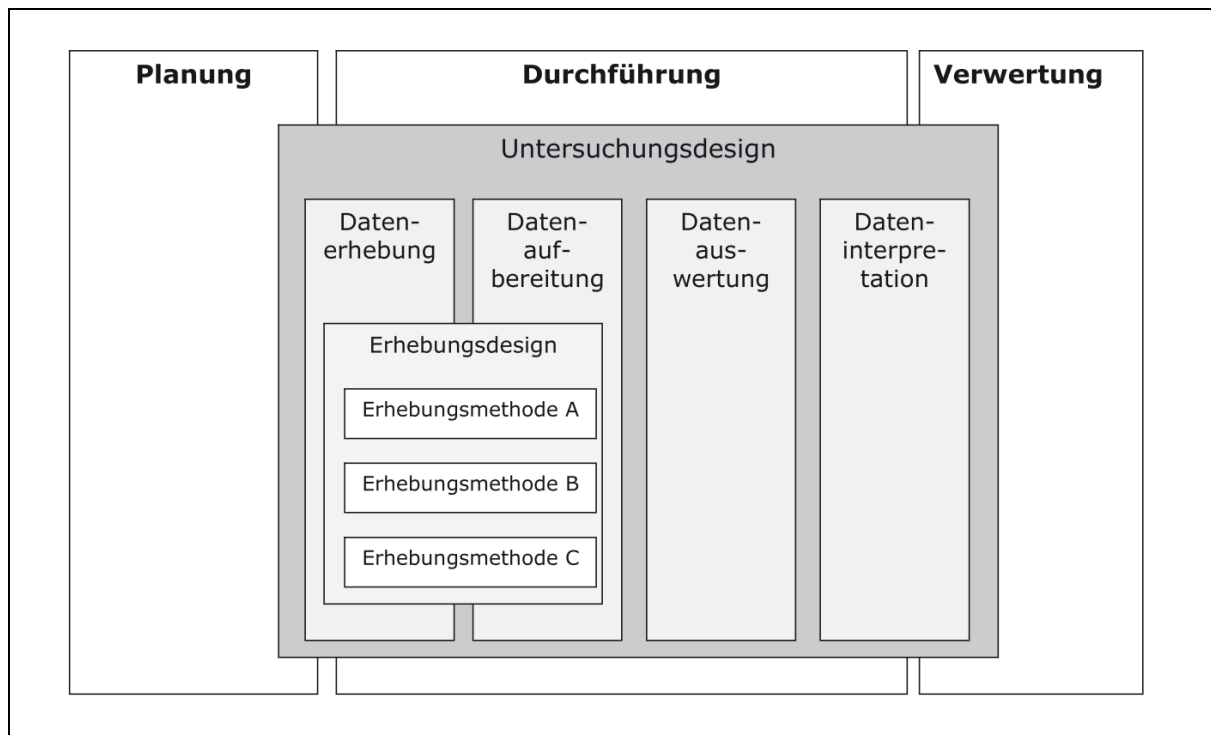 Planung
Durchführung
Verwertung
Untersuchungsdesign
Daten-
erhebung
Daten-
auf-
bereitung
Daten-
aus-
wertung
Daten-
interpre-
tation
Erhebungsdesign
Erhebungsmethode A
Erhebungsmethode B
Erhebungsmethode C